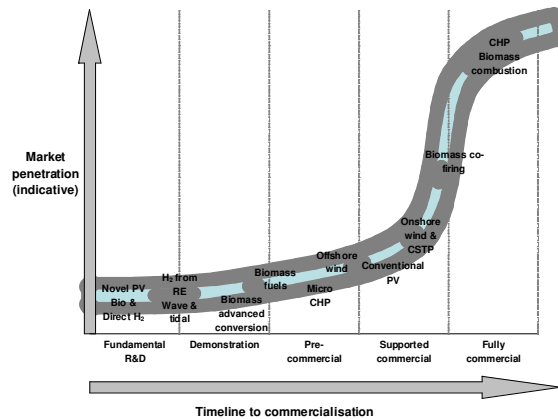 CHP
Biomass
combustion
Market
penetration
(indicative)
Biomass co-
firing
Onshore
wind &
CSTP
Offshore
wind
Conventional
PV
Biomass
fuels
Micro
CHP
H₂ from
RE
Wave &
tidal
Biomass
advanced
conversion
Novel PV
Bio &
Direct H₂
Fundamental
R&D
Demonstration
Pre-
commercial
Supported
commercial
Fully
commercial
Timeline to commercialisation